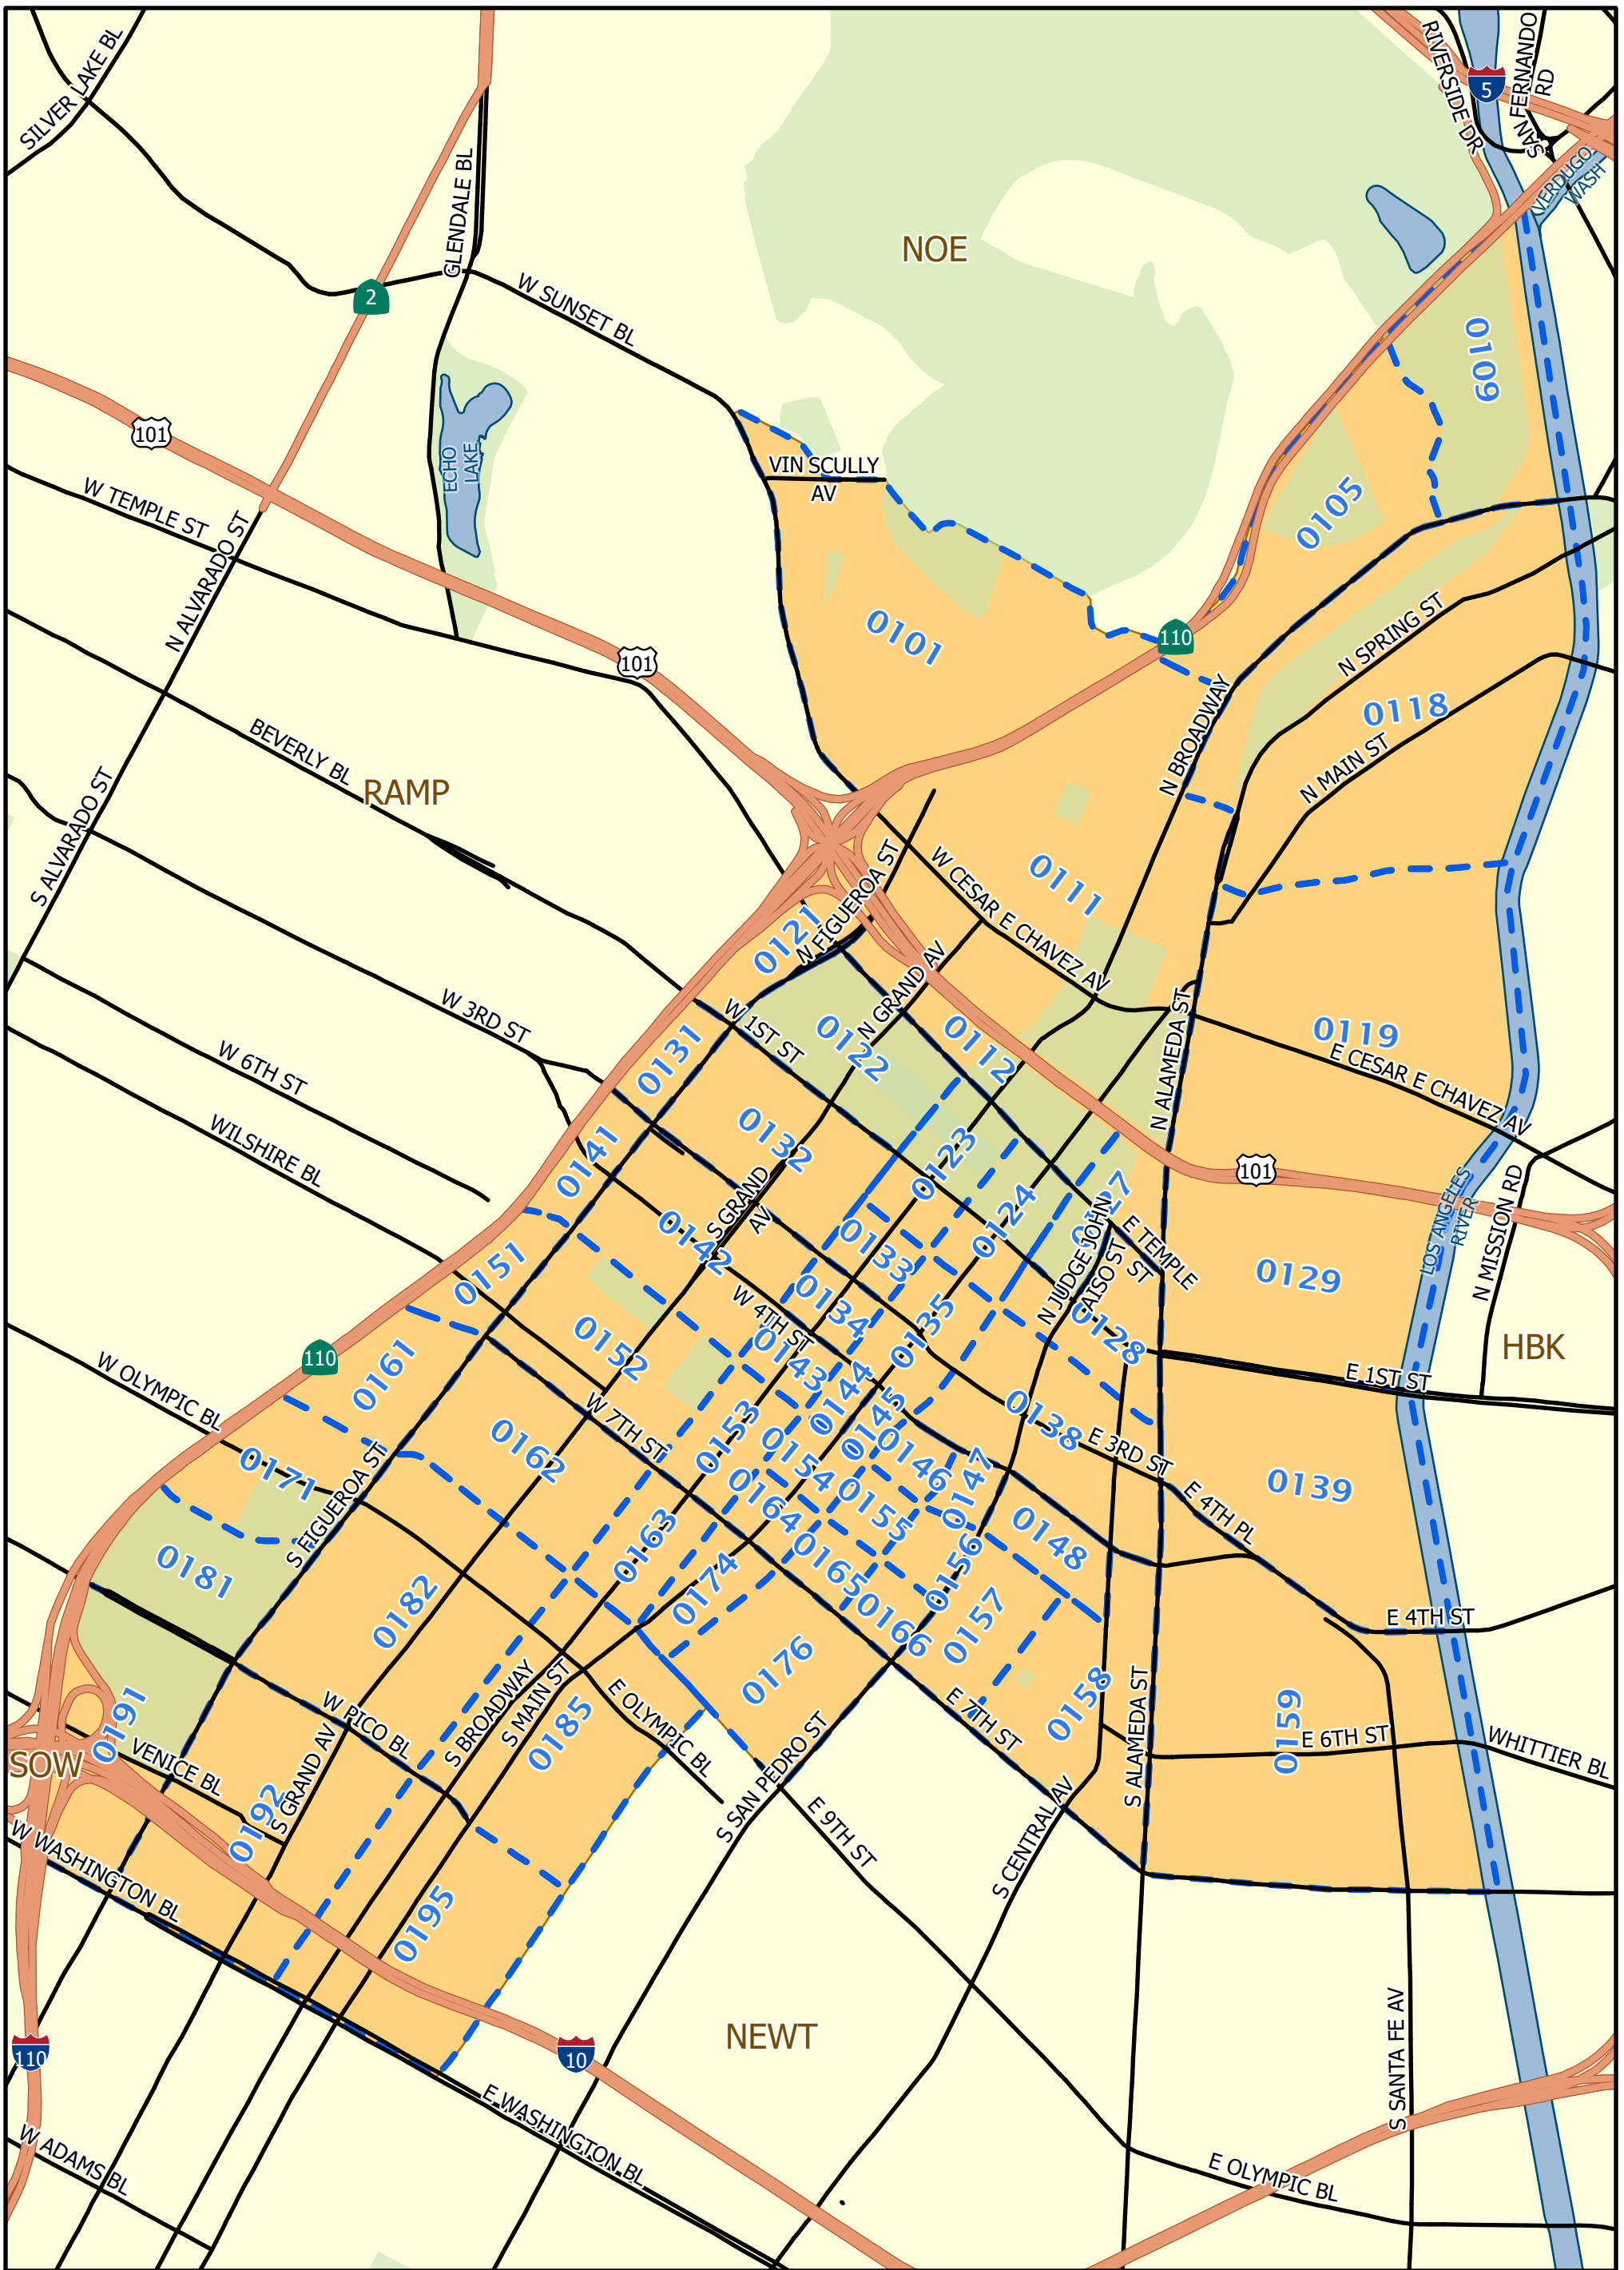 SILVER LAKE BL
GLENDALE BL
RIVERSIDE DR
5
SAN FERNANDO
RD
VERDUGO
WASH
NOE
2
W SUNSET BL
0109
101
ECHO
LAKE
VIN SCULLY
AV
W TEMPLE ST
N ALVARADO ST
0105
0101
110
N SPRING ST
101
0118
N BROADWAY
N MAIN ST
BEVERLY BL
RAMP
S ALVARADO ST
0111
W CESAR E CHAVEZ AV
N FIGUEROA ST
0121
N GRAND AV
W 3RD ST
W 1ST ST
0122
0112
N ALAMEDA ST
0119
E CESAR E CHAVEZ AV
0131
W 6TH ST
WILSHIRE BL
0132
0123
0141
101
LOS ANGELES
RIVER
N MISSION RD
S GRAND
AV
0124
N JUDGE JOHN
AISO ST
E TEMPLE
ST
0142
0133
0129
0151
0134
W 4TH ST
0135
0128
HBK
E 1ST ST
0152
0143
110
0161
W OLYMPIC BL
0144
0145
0138
E 3RD ST
W 7TH ST
0153
0162
0146
0154
0147
0139
E 4TH PL
0171
S FIGUEROA ST
0164
0155
0148
0163
0165
0156
0181
0174
0182
0166
0157
E 4TH ST
0176
S BROADWAY
S MAIN ST
0158
S ALAMEDA ST
0159
E 6TH ST
WHITTIER BL
0191
SOW
VENICE BL
W PICO BL
0185
E OLYMPIC BL
E 7TH ST
S SAN PEDRO ST
S GRAND AV
0192
E 9TH ST
S CENTRAL AV
W WASHINGTON BL
0195
110
10
NEWT
S SANTA FE AV
E WASHINGTON BL
W ADAMS BL
E OLYMPIC BL